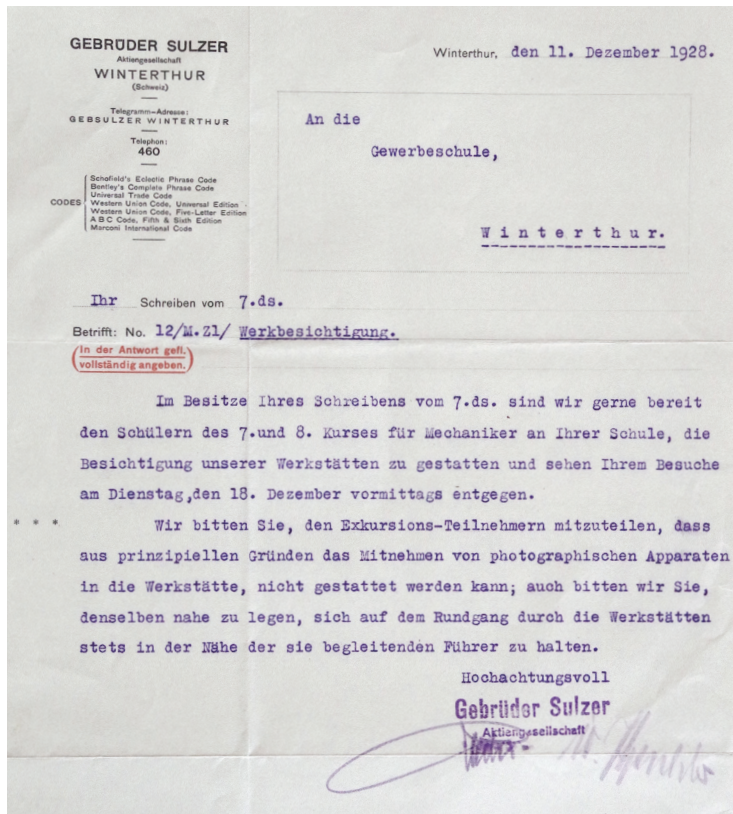 GEBRÜDER SULZER
Aktiengesellschaft
WINTERTHUR
(Schweiz)
Telegramm-Adresse:
GEBSULZER WINTERTHUR
Telephon:
460
CODES
Schofield's Eclectic Phrase Code
Bentley's Complete Phrase Code
Universal Trade Code
Western Union Code, Universal Edition
Western Union Code, Five-Letter Edition
A B C Code, Fifth & Sixth Edition
Marconi International Code
Winterthur, den 11. Dezember 1928.
An die
Gewerbeschule,
Winterthur.
Ihr Schreiben vom 7.ds.
Betrifft: No. 12/M.Zl/ Werkbesichtigung.
(In der Antwort gefl.
vollständig angeben.)
Im Besitze Ihres Schreibens vom 7.ds. sind wir gerne bereit
den Schülern des 7.und 8. Kurses für Mechaniker an Ihrer Schule, die
Besichtigung unserer Werkstätten zu gestatten und sehen Ihrem Besuche
am Dienstag,den 18. Dezember vormittags entgegen.
* * * Wir bitten Sie, den Exkursions-Teilnehmern mitzuteilen, dass
aus prinzipiellen Gründen das Mitnehmen von photographischen Apparaten
in die Werkstätte, nicht gestattet werden kann; auch bitten wir Sie,
denselben nahe zu legen, sich auf dem Rundgang durch die Werkstätten
stets in der Nähe der sie begleitenden Führer zu halten.
Hochachtungsvoll
Gebrüder Sulzer
Aktiengesellschaft